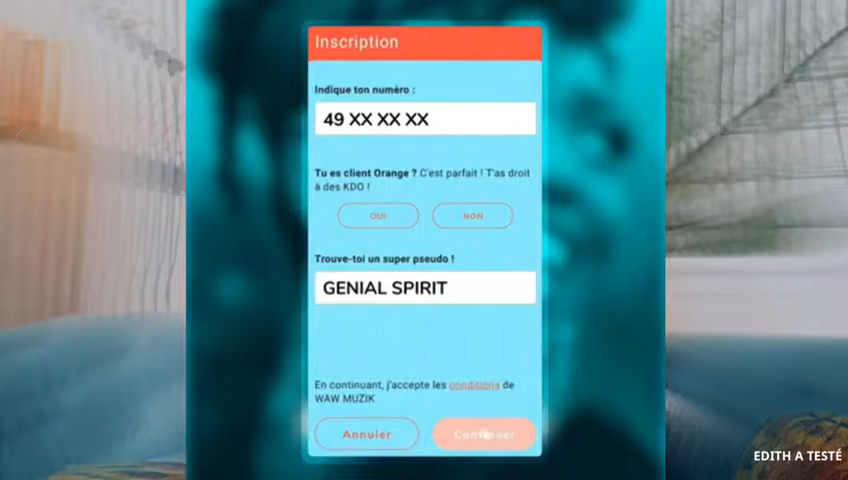 Inscription
Indique ton numéro :
49 XX XX XX
Tu es client Orange ? C'est parfait ! T'as droit
à des KDO !
OUI NON
Trouve-toi un super pseudo !
GENIAL SPIRIT
En continuant, j'accepte les conditions de
WAW MUZIK
Annuler Continuer
EDITH A TESTÉ